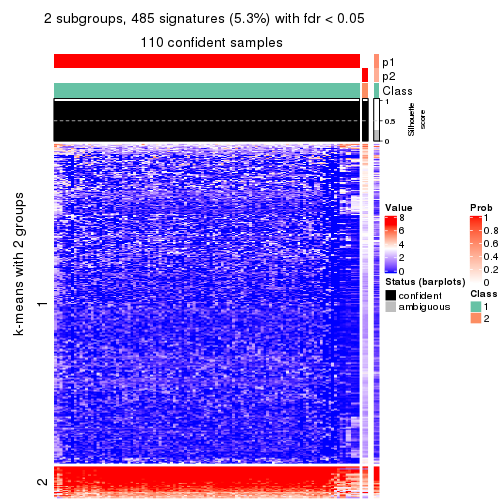 2 subgroups, 485 signatures (5.3%) with fdr < 0.05
110 confident samples
p1
p2
Class
1
0.5
0
Silhouette
score
k-means with 2 groups
1
2
Value
8
6
4
2
0
Status (barplots)
confident
ambiguous
Prob
1
0.8
0.6
0.4
0.2
0
Class
1
2